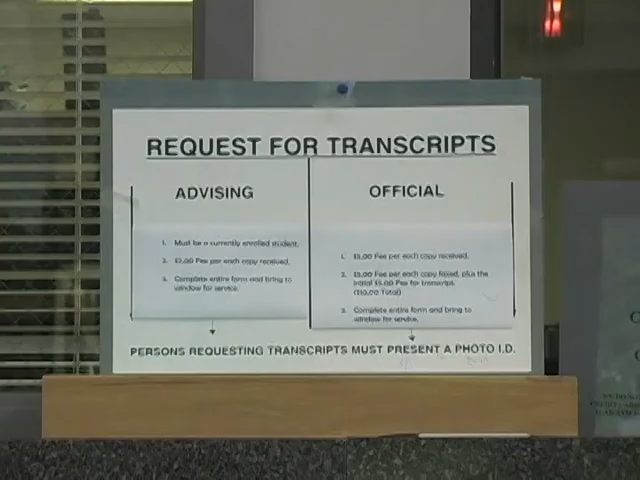 REQUEST FOR TRANSCRIPTS
ADVISING
1. Must be a currently enrolled student.
2. $3.00 Fee per each copy received.
3. Complete entire form and bring to
window for service.
OFFICIAL
1. $5.00 Fee per each copy received.
2. $5.00 Fee per each copy faxed, plus the
initial $5.00 Fee for transcript.
($10.00 Total)
3. Complete entire form and bring to
window for service.
PERSONS REQUESTING TRANSCRIPTS MUST PRESENT A PHOTO I.D.